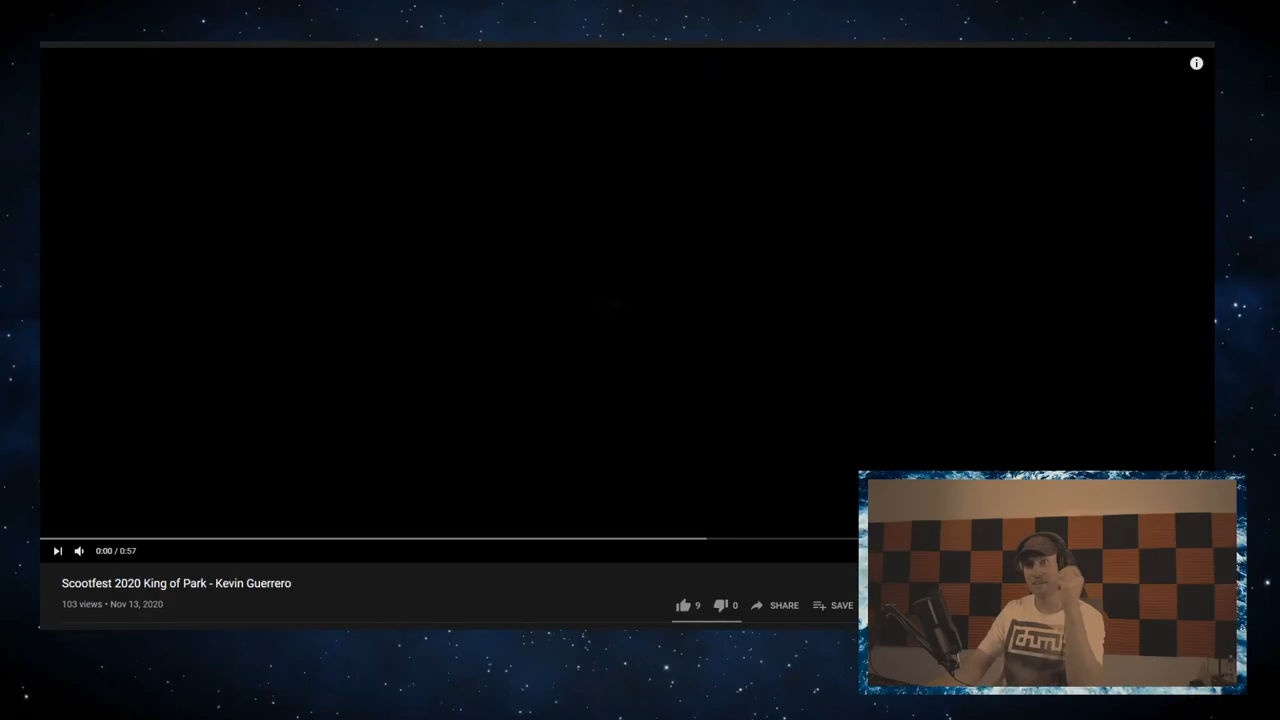 0:00 / 0:57
Scootfest 2020 King of Park - Kevin Guerrero
103 views • Nov 13, 2020
9 0 SHARE SAVE